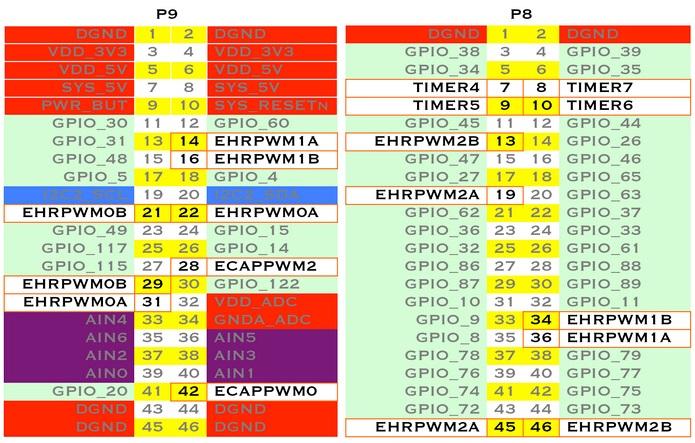 P9 P8
DGND 1 2 DGND DGND 1 2 DGND
VDD_3V3 3 4 VDD_3V3 GPIO_38 3 4 GPIO_39
VDD_5V 5 6 VDD_5V GPIO_34 5 6 GPIO_35
SYS_5V 7 8 SYS_5V TIMER4 7 8 TIMER7
PWR_BUT 9 10 SYS_RESETN TIMER5 9 10 TIMER6
GPIO_30 11 12 GPIO_60 GPIO_45 11 12 GPIO_44
GPIO_31 13 14 EHRPWM1A EHRPWM2B 13 14 GPIO_26
GPIO_48 15 16 EHRPWM1B GPIO_47 15 16 GPIO_46
GPIO_5 17 18 GPIO_4 GPIO_27 17 18 GPIO_65
I2C2_SCL 19 20 I2C2_SDA EHRPWM2A 19 20 GPIO_63
EHRPWM0B 21 22 EHRPWM0A GPIO_62 21 22 GPIO_37
GPIO_49 23 24 GPIO_15 GPIO_36 23 24 GPIO_33
GPIO_117 25 26 GPIO_14 GPIO_32 25 26 GPIO_61
GPIO_115 27 28 ECAPPWM2 GPIO_86 27 28 GPIO_88
EHRPWM0B 29 30 GPIO_122 GPIO_87 29 30 GPIO_89
EHRPWM0A 31 32 VDD_ADC GPIO_10 31 32 GPIO_11
AIN4 33 34 GNDA_ADC GPIO_9 33 34 EHRPWM1B
AIN6 35 36 AIN5 GPIO_8 35 36 EHRPWM1A
AIN2 37 38 AIN3 GPIO_78 37 38 GPIO_79
AIN0 39 40 AIN1 GPIO_76 39 40 GPIO_77
GPIO_20 41 42 ECAPPWM0 GPIO_74 41 42 GPIO_75
DGND 43 44 DGND GPIO_72 43 44 GPIO_73
DGND 45 46 DGND EHRPWM2A 45 46 EHRPWM2B